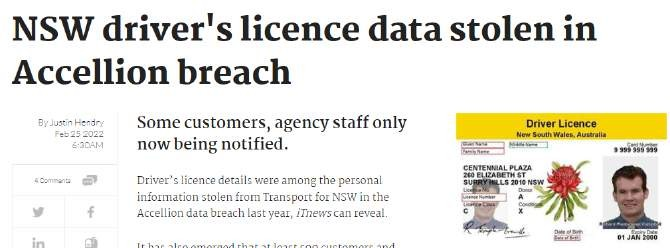 NSW driver's licence data stolen in
Accellion breach
By Justin Hendry
Feb 25 2022
6:30AM
4 Comments
Some customers, agency staff only
now being notified.
Driver's licence details were among the personal
information stolen from Transport for NSW in the
Accellion data breach last year, iTnews can reveal.
It has also emerged that at least 500 customers and
Driver Licence
New South Wales, Australia
Given Name
Middle Name
Family Name
Card Number
9 999 999 999
CENTENNIAL PLAZA
260 ELIZABETH ST
SURRY HILLS 2010 NSW
Licence No.
Licence Number
Licence Class
C
Donor
A
Conditions
X
Date of Birth
Date of Birth
Expiry
01 JAN 2000